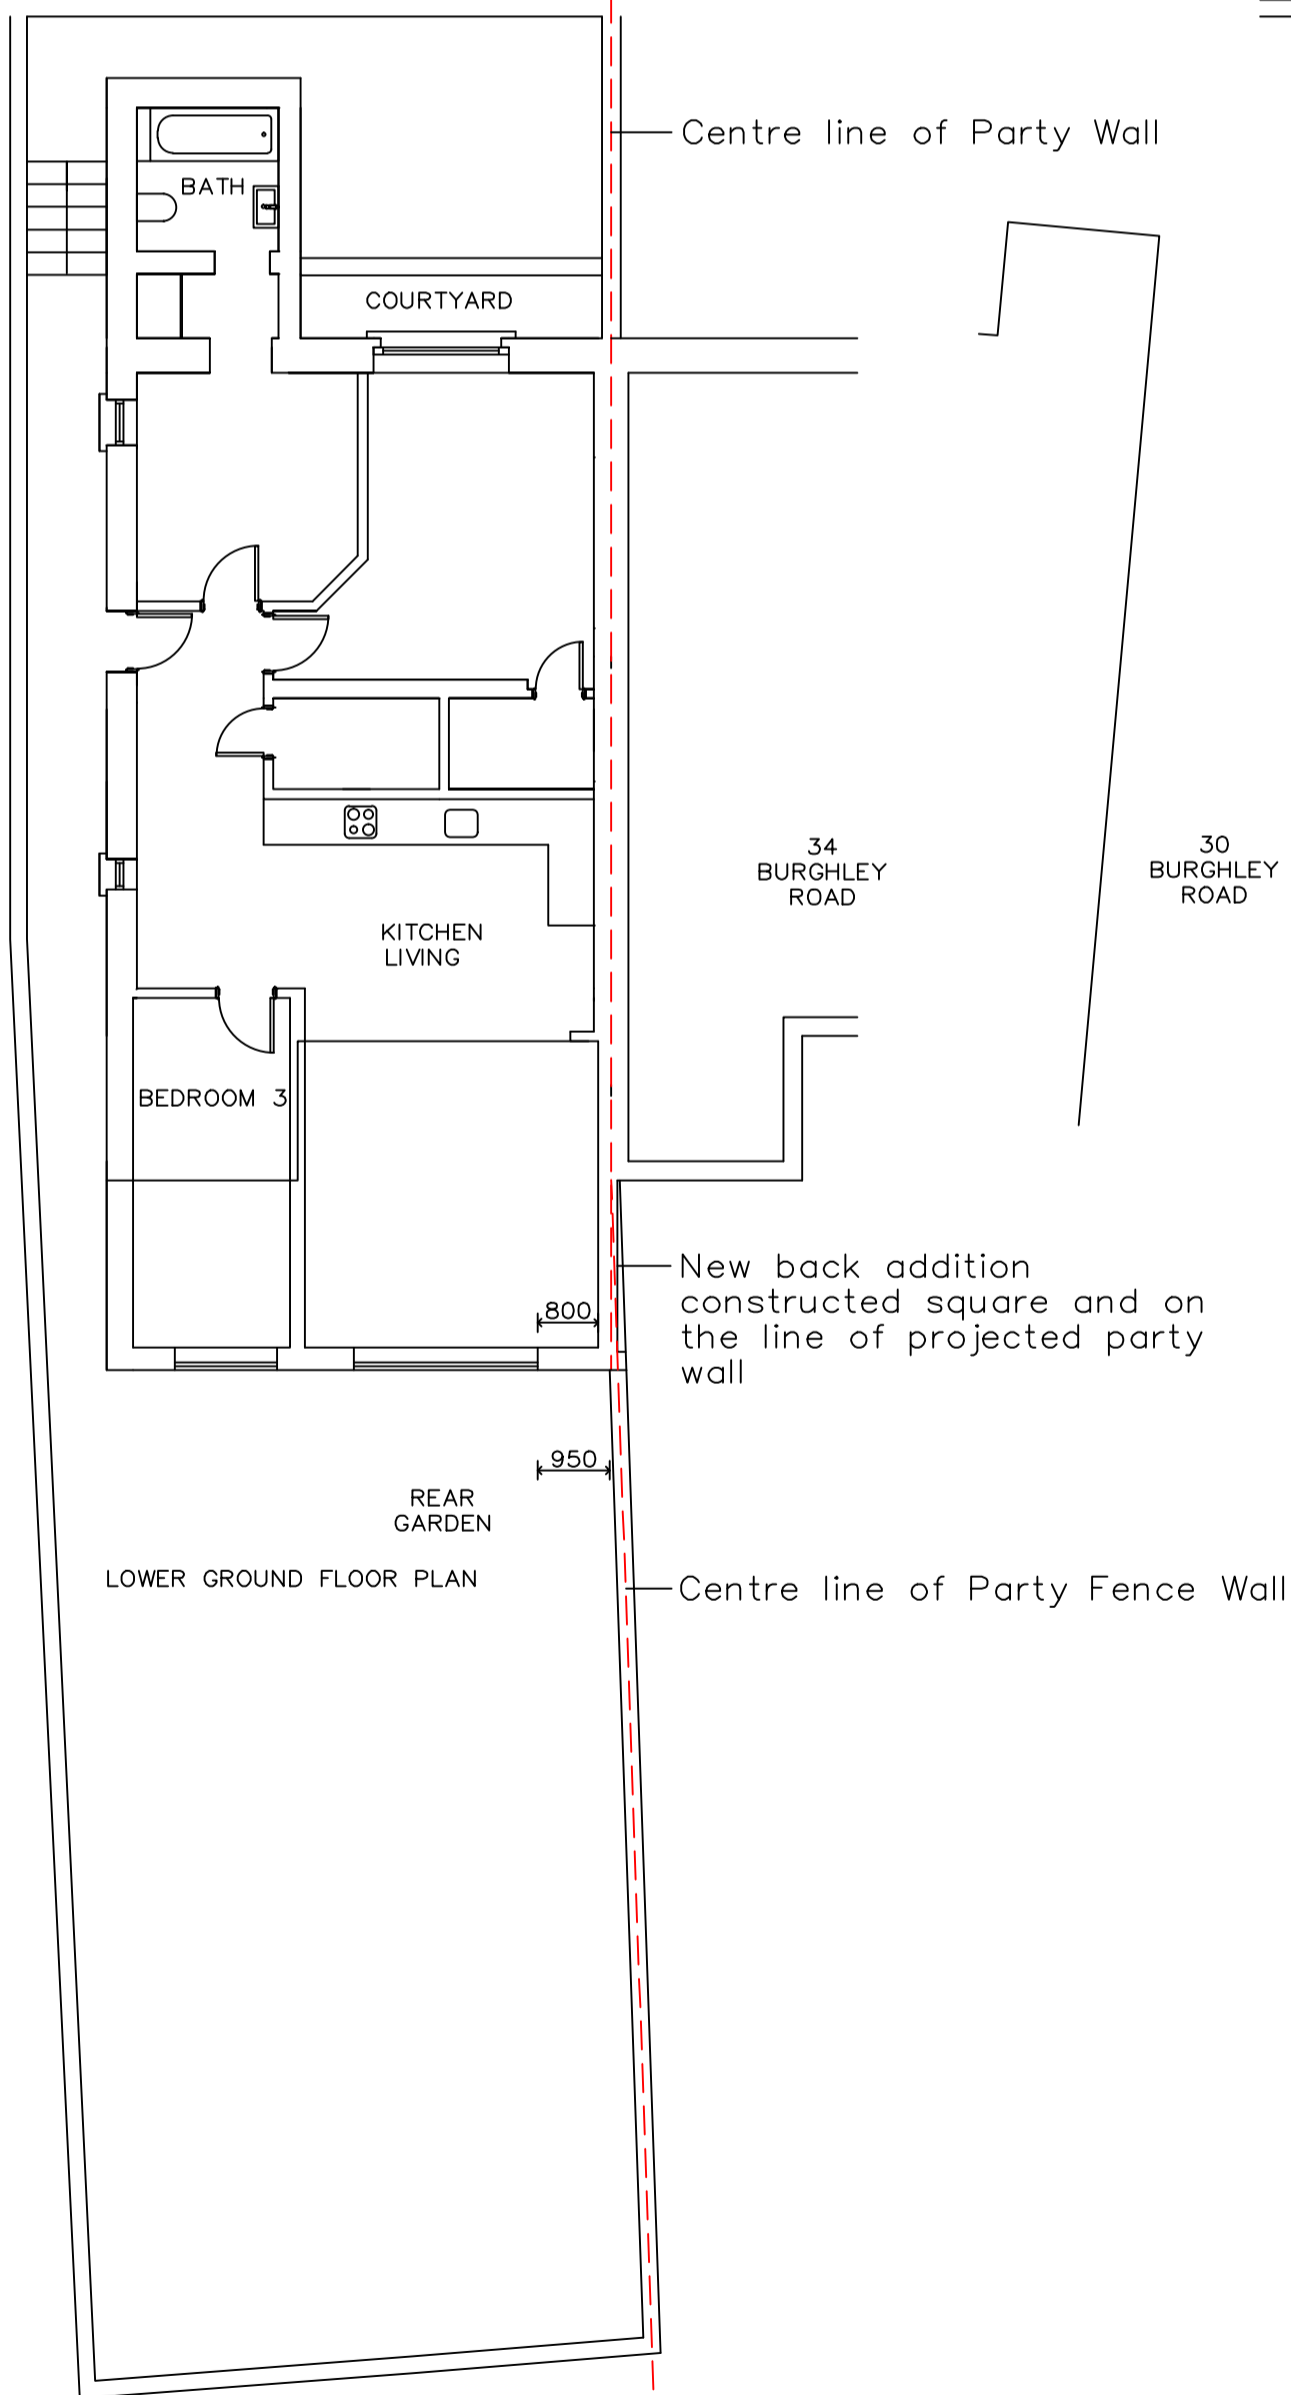 Centre line of Party Wall
BATH
COURTYARD
34
BURGHLEY
ROAD
30
BURGHLEY
ROAD
KITCHEN
LIVING
BEDROOM 3
New back addition
constructed square and on
the line of projected party
wall
800
950
REAR
GARDEN
LOWER GROUND FLOOR PLAN
Centre line of Party Fence Wall